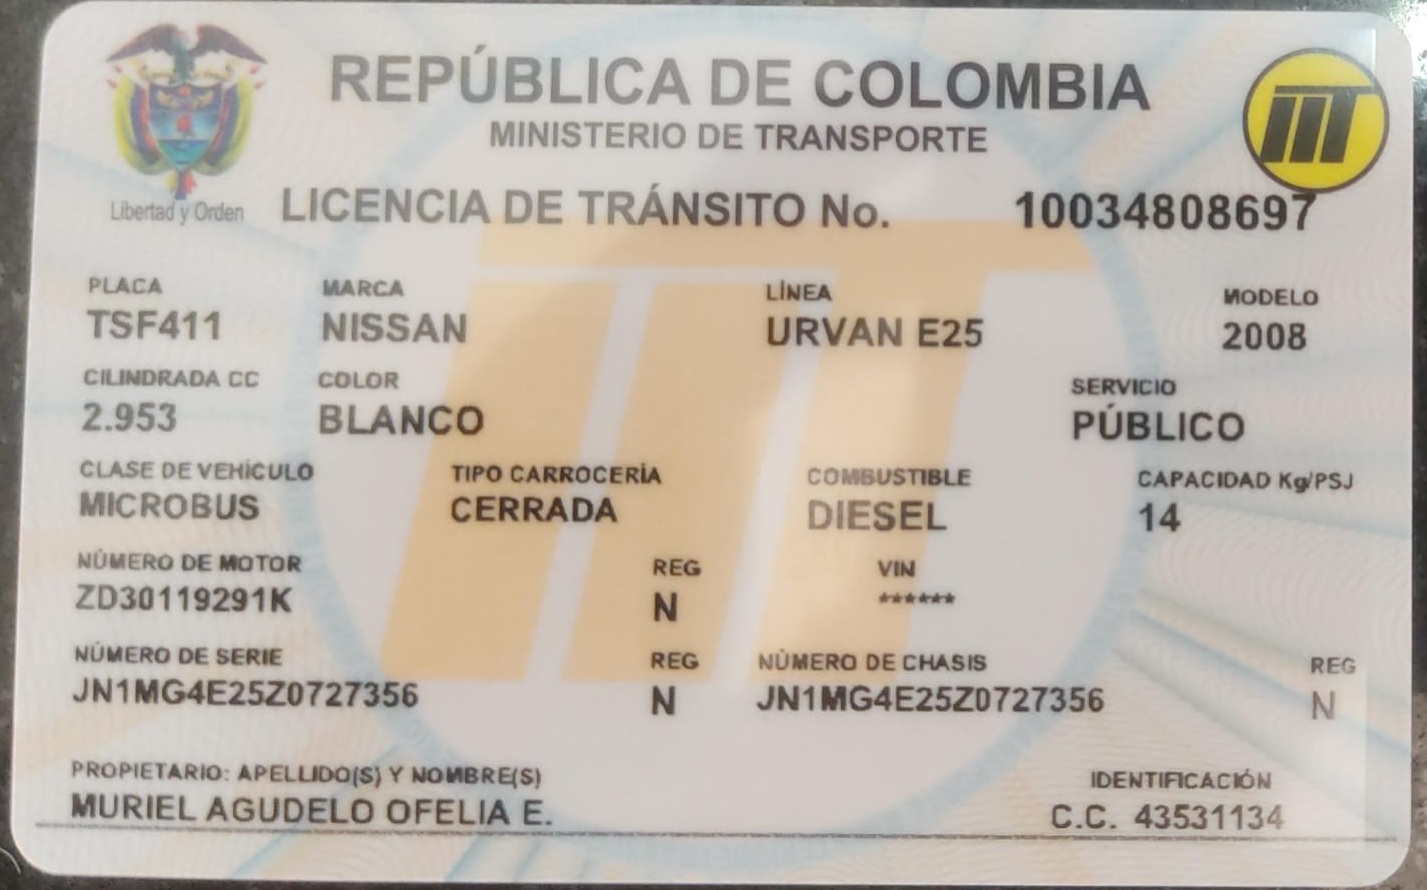 REPÚBLICA DE COLOMBIA
MINISTERIO DE TRANSPORTE
Libertad y Orden
LICENCIA DE TRÁNSITO No. 10034808697
PLACA MARCA LÍNEA MODELO
TSF411 NISSAN URVAN E25 2008
CILINDRADA CC COLOR SERVICIO
2.953 BLANCO PÚBLICO
CLASE DE VEHÍCULO TIPO CARROCERÍA COMBUSTIBLE CAPACIDAD Kg/PSJ
MICROBUS CERRADA DIESEL 14
NÚMERO DE MOTOR REG VIN
ZD30119291K N ******
NÚMERO DE SERIE REG NÚMERO DE CHASIS REG
JN1MG4E25Z0727356 N JN1MG4E25Z0727356 N
PROPIETARIO: APELLIDO(S) Y NOMBRE(S) IDENTIFICACIÓN
MURIEL AGUDELO OFELIA E. C.C. 43531134